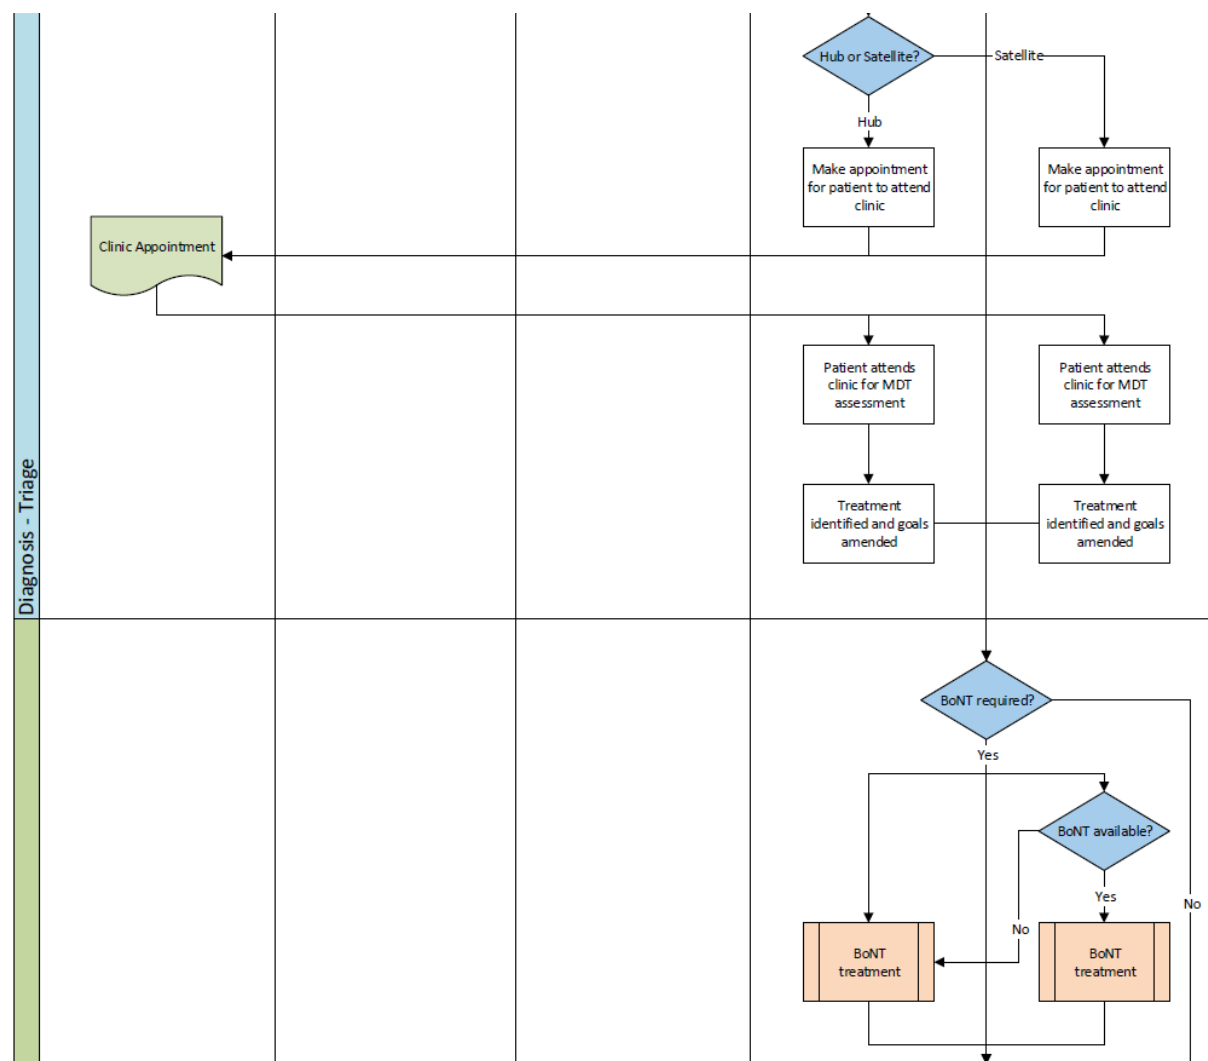 Hub or Satellite?
Satellite
Hub
Make appointment
for patient to attend
clinic
Make appointment
for patient to attend
clinic
Clinic Appointment
Patient attends
clinic for MDT
assessment
Patient attends
clinic for MDT
assessment
Treatment
identified and goals
amended
Treatment
identified and goals
amended
Diagnosis - Triage
BoNT required?
Yes
BoNT available?
Yes
No
No
BoNT
treatment
BoNT
treatment